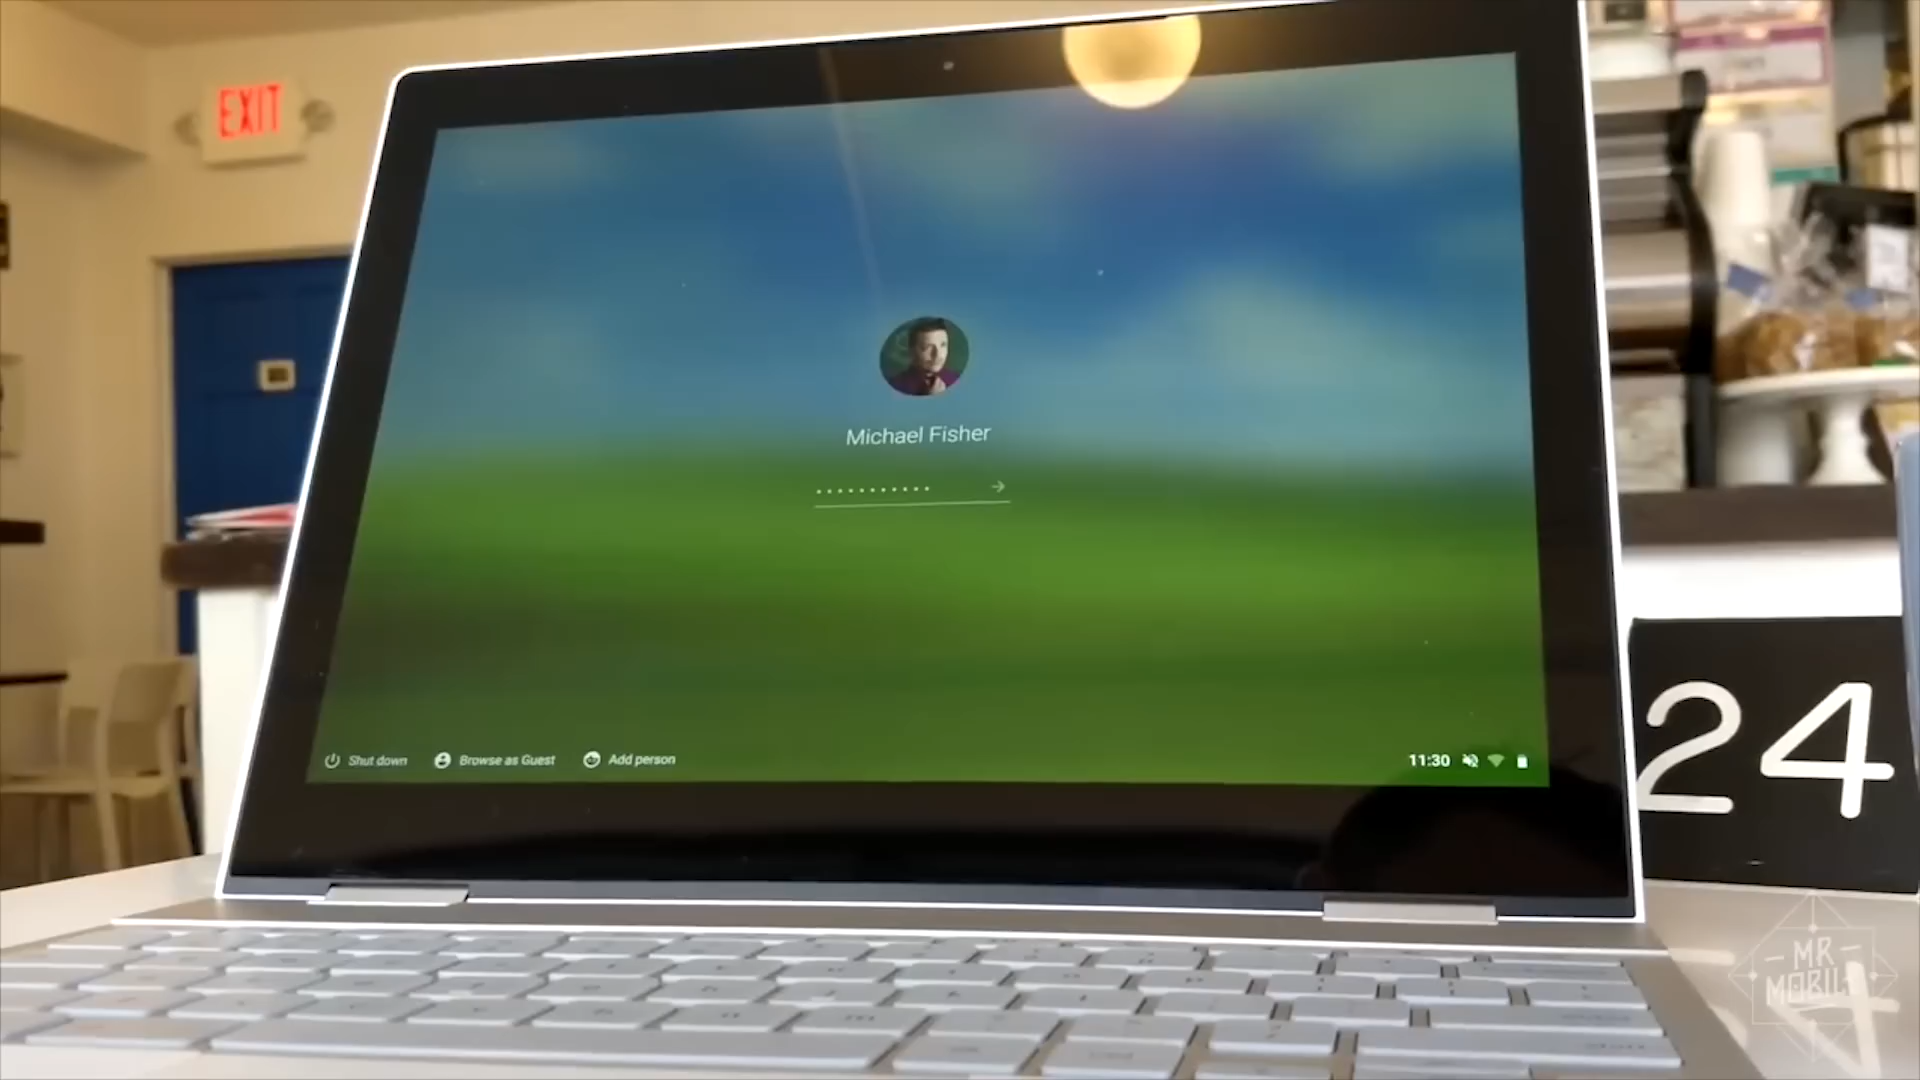 EXIT
Michael Fisher
Shut down
Browse as Guest
Add person
11:30
24
MR
MOBILE